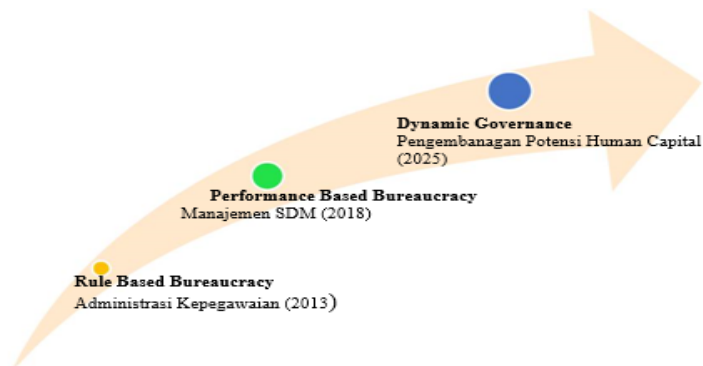 Dynamic Governance
Pengembanagan Potensi Human Capital
(2025)
Performance Based Bureaucracy
Manajemen SDM (2018)
Rule Based Bureaucracy
Administrasi Kepegawaian (2013)